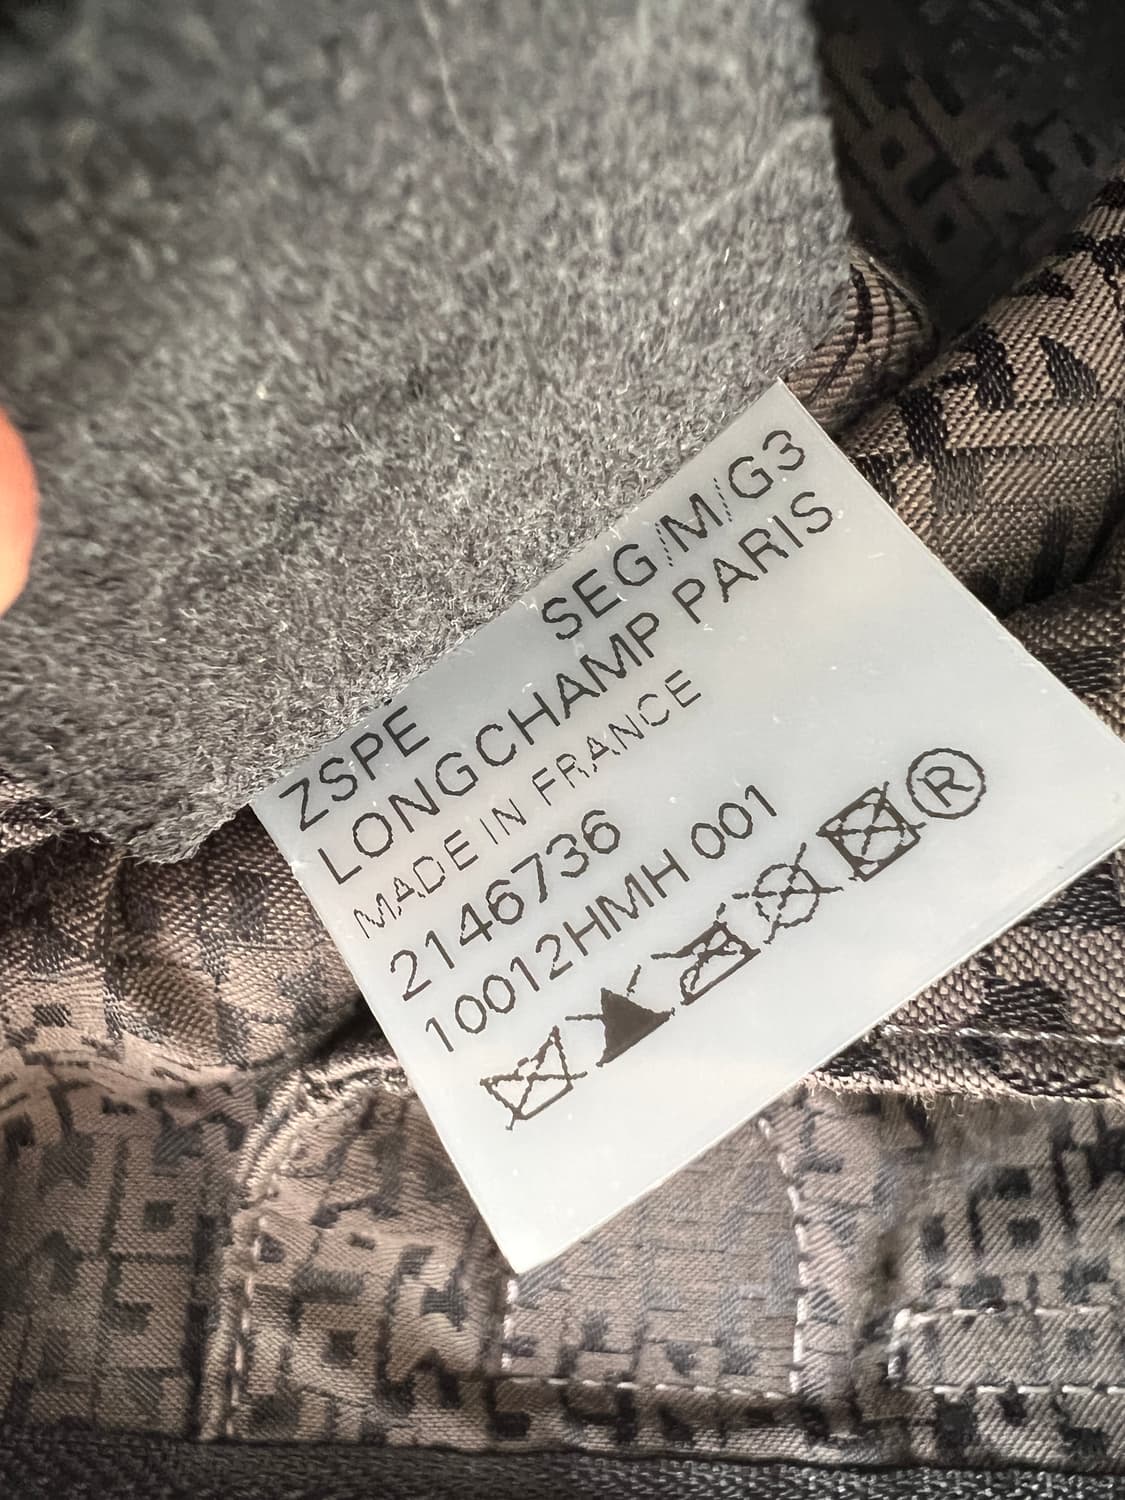 ZSPE SEG/M/G3
LONGCHAMP PARIS
MADE IN FRANCE
2146736
10012HMH 001
®